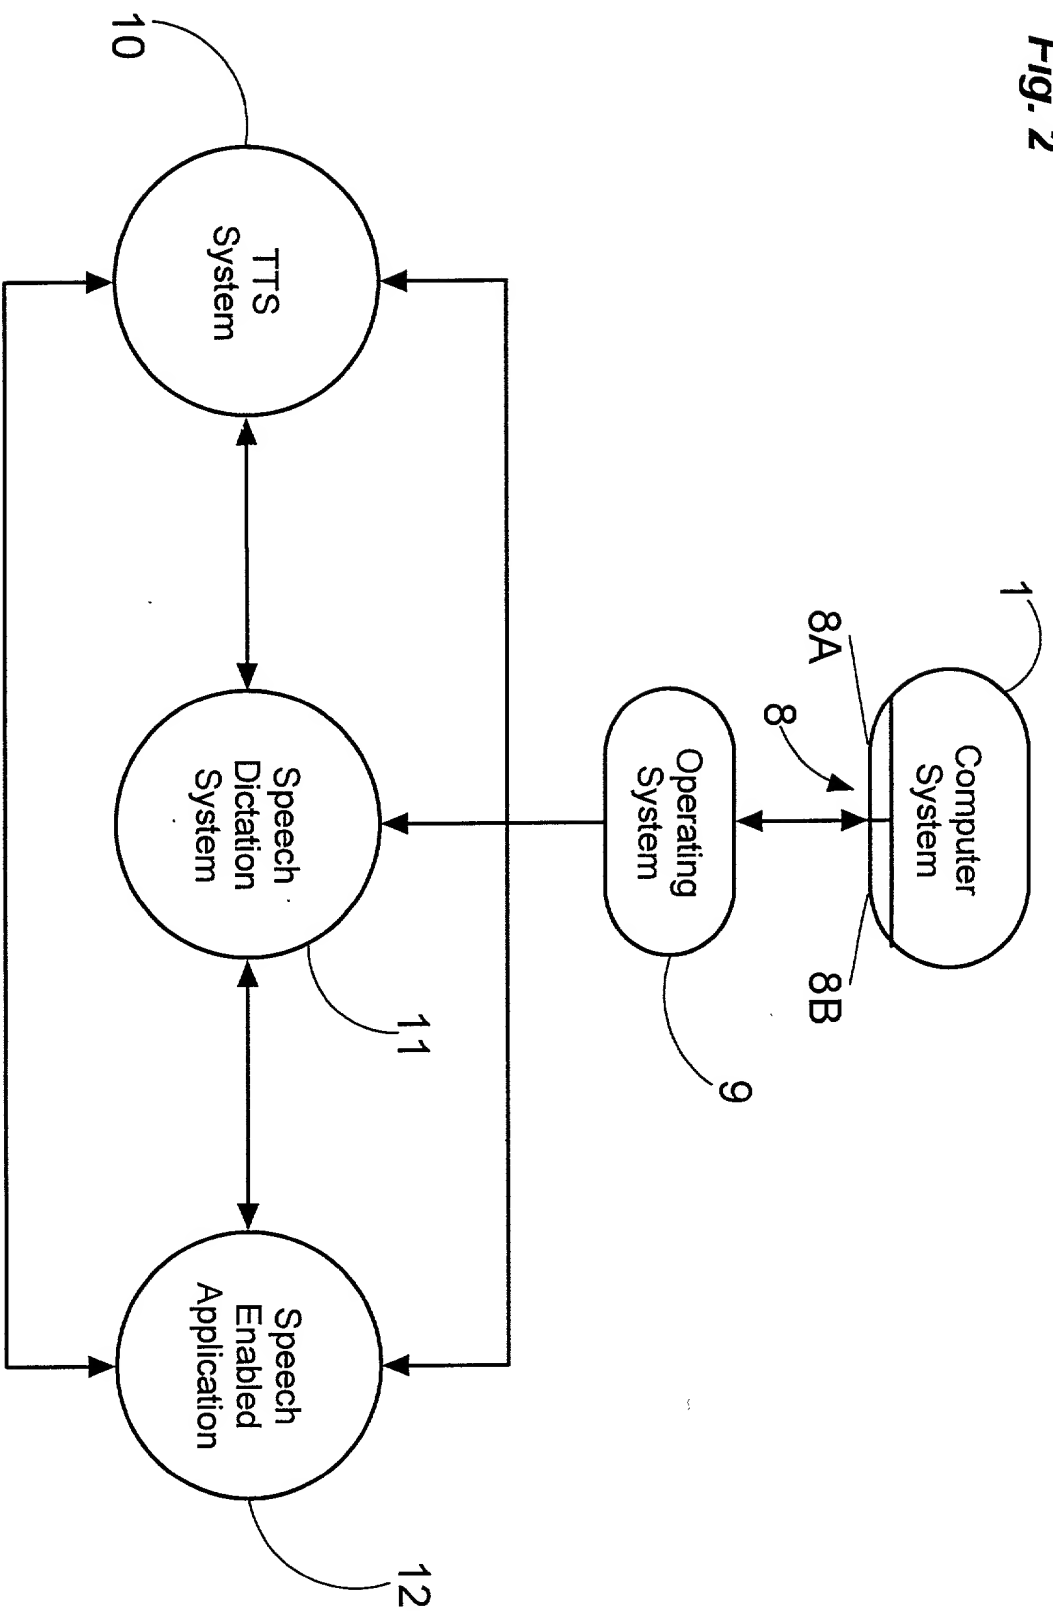 Fig. 2
1
Computer
System
8A
8
8B
Operating
System
9
10
TTS
System
Speech
Dictation
System
11
Speech
Enabled
Application
12